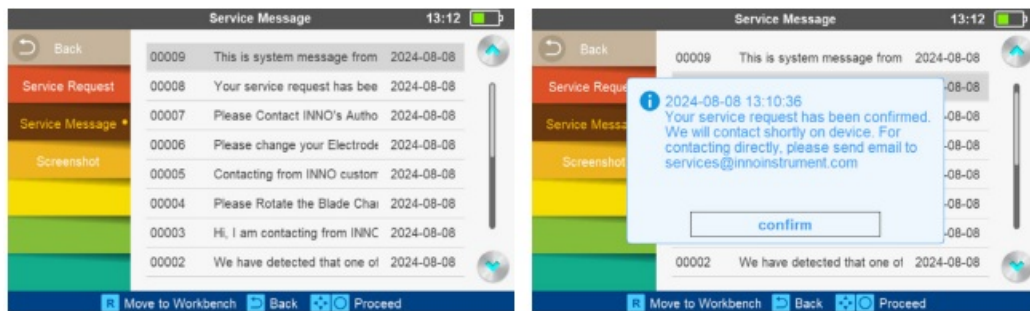 Service Message 13:12
Back
Service Request
Service Message
Screenshot
00009 This is system message from 2024-08-08
00008 Your service request has bee 2024-08-08
00007 Please Contact INNO's Autho 2024-08-08
00006 Please change your Electrode 2024-08-08
00005 Contacting from INNO custom 2024-08-08
00004 Please Rotate the Blade Cha 2024-08-08
00003 Hi, I am contacting from INNC 2024-08-08
00002 We have detected that one of 2024-08-08
R Move to Workbench Back Proceed
Service Message 13:12
Back
Service Reque
Service Messa
Screenshot
00009 This is system message from 2024-08-08
-08-08
2024-08-08 13:10:36
Your service request has been confirmed.
We will contact shortly on device. For
contacting directly, please send email to
services@innoinstrument.com
confirm
-08-08
-08-08
-08-08
-08-08
-08-08
00002 We have detected that one of 2024-08-08
R Move to Workbench Back Proceed